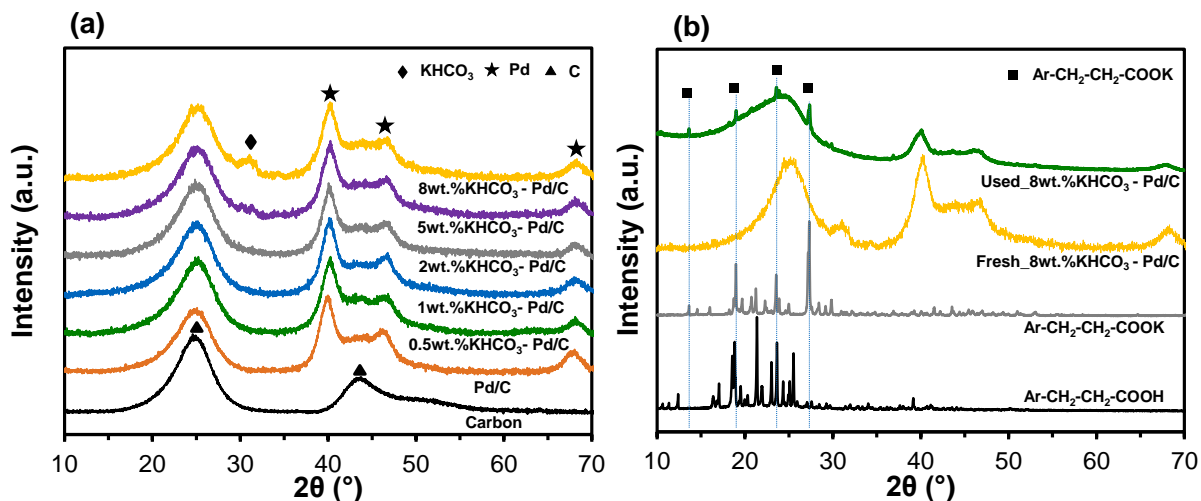 (a)
♦ KHCO₃ ★ Pd ▲ C
8wt.%KHCO₃ - Pd/C
5wt.%KHCO₃ - Pd/C
2wt.%KHCO₃ - Pd/C
1wt.%KHCO₃ - Pd/C
0.5wt.%KHCO₃ - Pd/C
Pd/C
Carbon
Intensity (a.u.)
10 20 30 40 50 60 70
2θ (°)
(b)
■ Ar-CH₂-CH₂-COOK
Used_8wt.%KHCO₃ - Pd/C
Fresh_8wt.%KHCO₃ - Pd/C
Ar-CH₂-CH₂-COOK
Ar-CH₂-CH₂-COOH
Intensity (a.u.)
10 20 30 40 50 60 70
2θ (°)